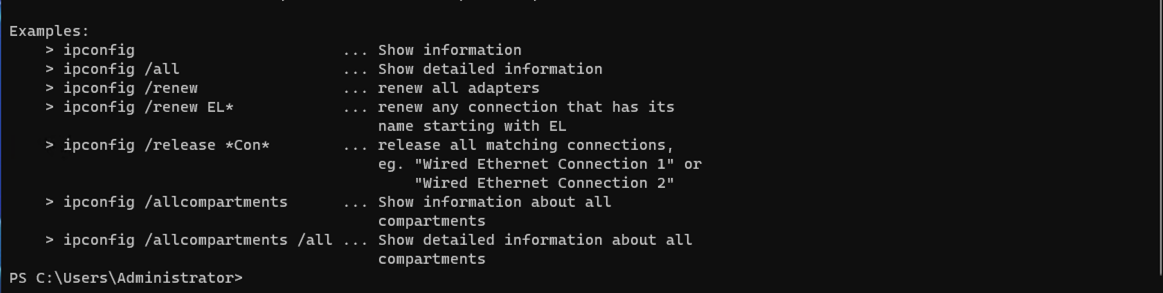 Examples:
    > ipconfig                       ... Show information
    > ipconfig /all                  ... Show detailed information
    > ipconfig /renew                ... renew all adapters
    > ipconfig /renew EL*            ... renew any connection that has its
                                         name starting with EL
    > ipconfig /release *Con*        ... release all matching connections,
                                         eg. "Wired Ethernet Connection 1" or
                                             "Wired Ethernet Connection 2"
    > ipconfig /allcompartments      ... Show information about all
                                         compartments
    > ipconfig /allcompartments /all ... Show detailed information about all
                                         compartments
PS C:\Users\Administrator>